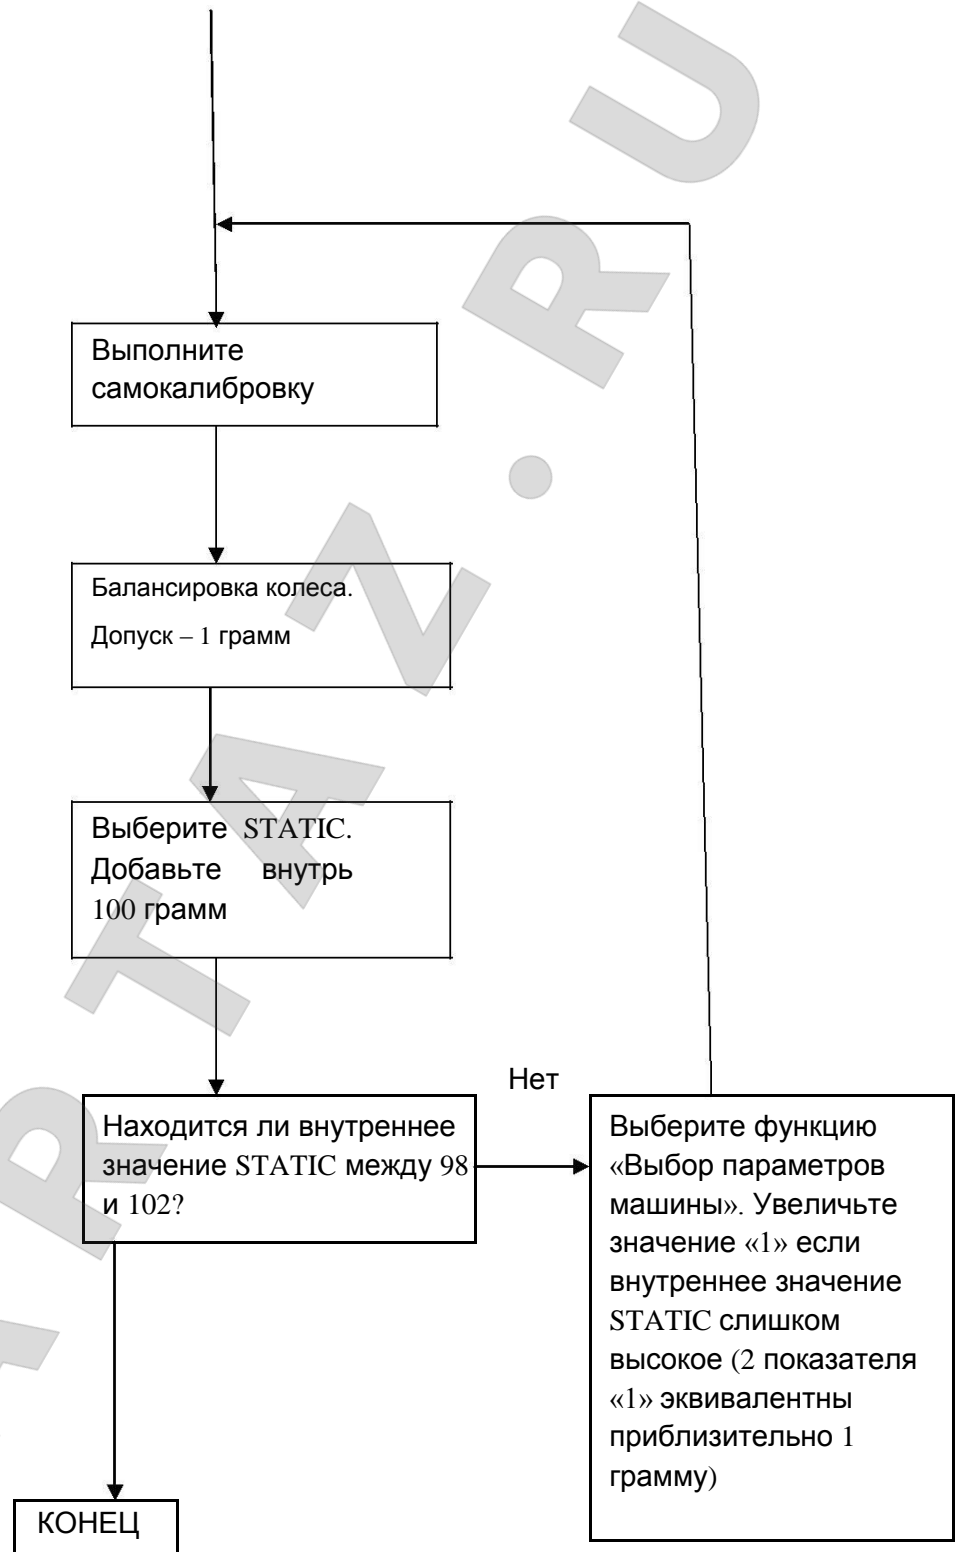 Выполните
самокалибровку
Балансировка колеса.
Допуск – 1 грамм
Выберите STATIC.
Добавьте внутрь
100 грамм
Нет
Находится ли внутреннее
значение STATIC между 98
и 102?
Выберите функцию
«Выбор параметров
машины». Увеличьте
значение «1» если
внутреннее значение
STATIC слишком
высокое (2 показателя
«1» эквивалентны
приблизительно 1
грамму)
КОНЕЦ
ARTAZ.RU